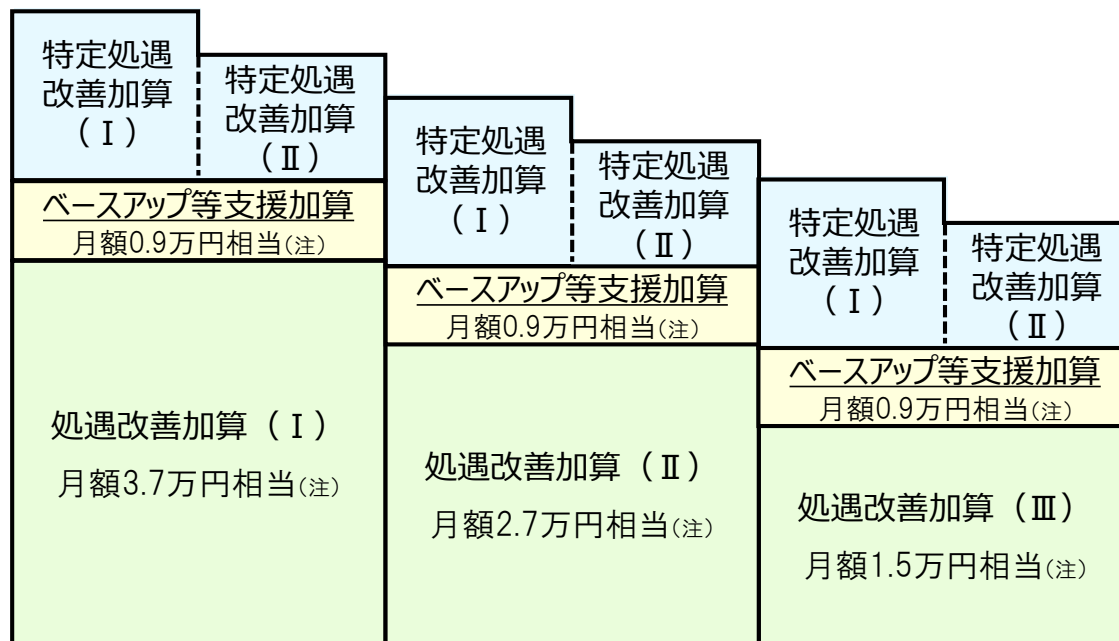 特定処遇
改善加算
(Ⅰ)
特定処遇
改善加算
(Ⅱ)
ベースアップ等支援加算
月額0.9万円相当(注)
処遇改善加算(Ⅰ)
月額3.7万円相当(注)
特定処遇
改善加算
(Ⅰ)
特定処遇
改善加算
(Ⅱ)
ベースアップ等支援加算
月額0.9万円相当(注)
処遇改善加算(Ⅱ)
月額2.7万円相当(注)
特定処遇
改善加算
(Ⅰ)
特定処遇
改善加算
(Ⅱ)
ベースアップ等支援加算
月額0.9万円相当(注)
処遇改善加算(Ⅲ)
月額1.5万円相当(注)